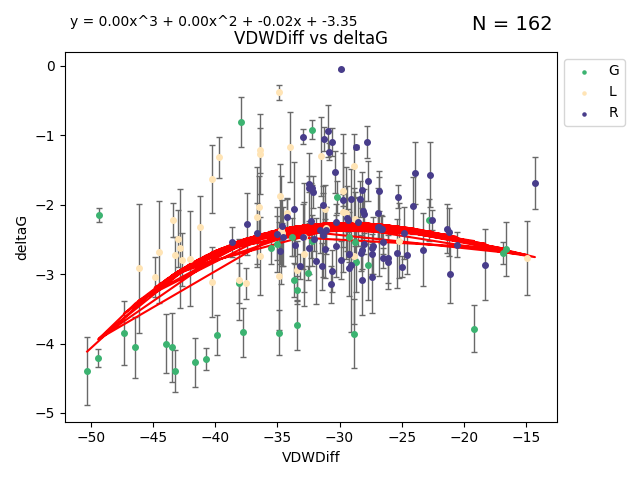 y = 0.00x^3 + 0.00x^2 + -0.02x + -3.35
N = 162
VDWDiff vs deltaG
G
L
R
deltaG
0
−1
−2
−3
−4
−5
−50 −45 −40 −35 −30 −25 −20 −15
VDWDiff